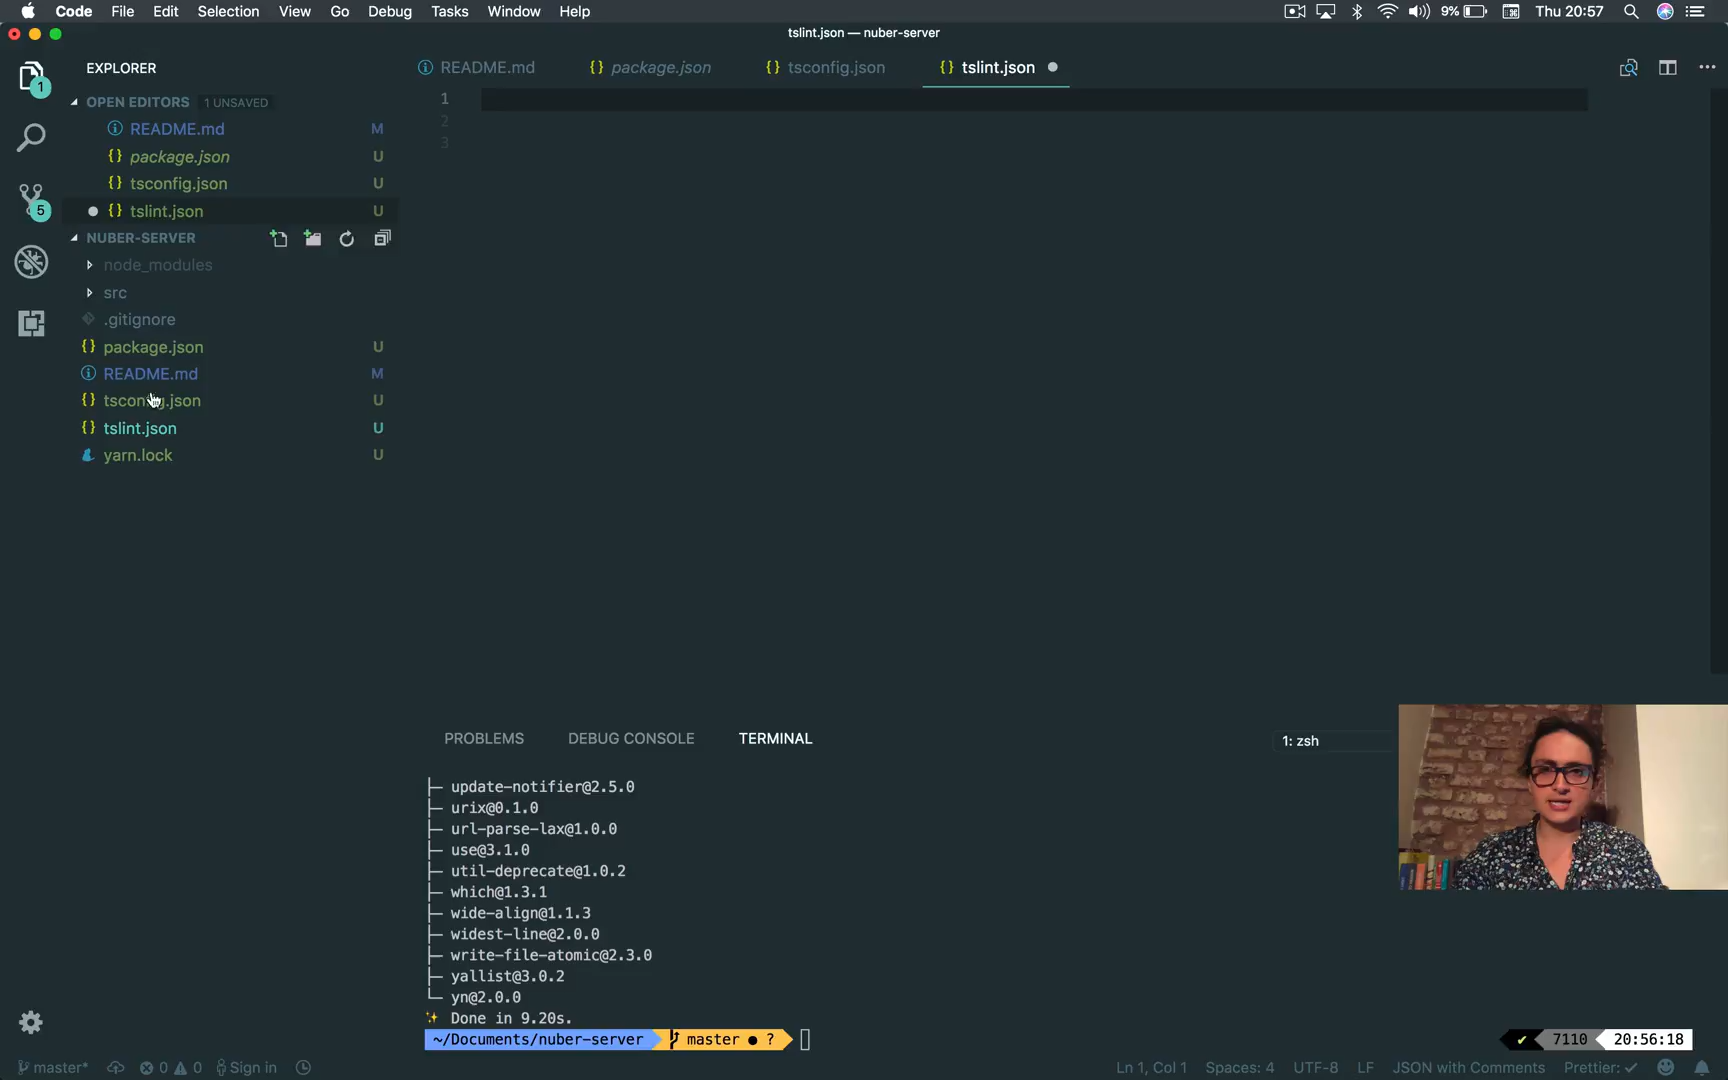 Code File Edit Selection View Go Debug Tasks Window Help 9% Thu 20:57
tslint.json — nuber-server
EXPLORER
README.md package.json tsconfig.json tslint.json
1
OPEN EDITORS 1 UNSAVED
README.md M
package.json U
tsconfig.json U
5 tslint.json U
NUBER-SERVER
node_modules
src
.gitignore
package.json U
README.md M
tsconfig.json U
tslint.json U
yarn.lock U
1
2
3
PROBLEMS DEBUG CONSOLE TERMINAL 1: zsh
├─ update-notifier@2.5.0
├─ urix@0.1.0
├─ url-parse-lax@1.0.0
├─ use@3.1.0
├─ util-deprecate@1.0.2
├─ which@1.3.1
├─ wide-align@1.1.3
├─ widest-line@2.0.0
├─ write-file-atomic@2.3.0
├─ yallist@3.0.2
└─ yn@2.0.0
✨ Done in 9.20s.
~/Documents/nuber-server master ● ? ✔ 7110 20:56:18
master* 0 0 Sign in Ln 1, Col 1 Spaces: 4 UTF-8 LF JSON with Comments Prettier: ✓